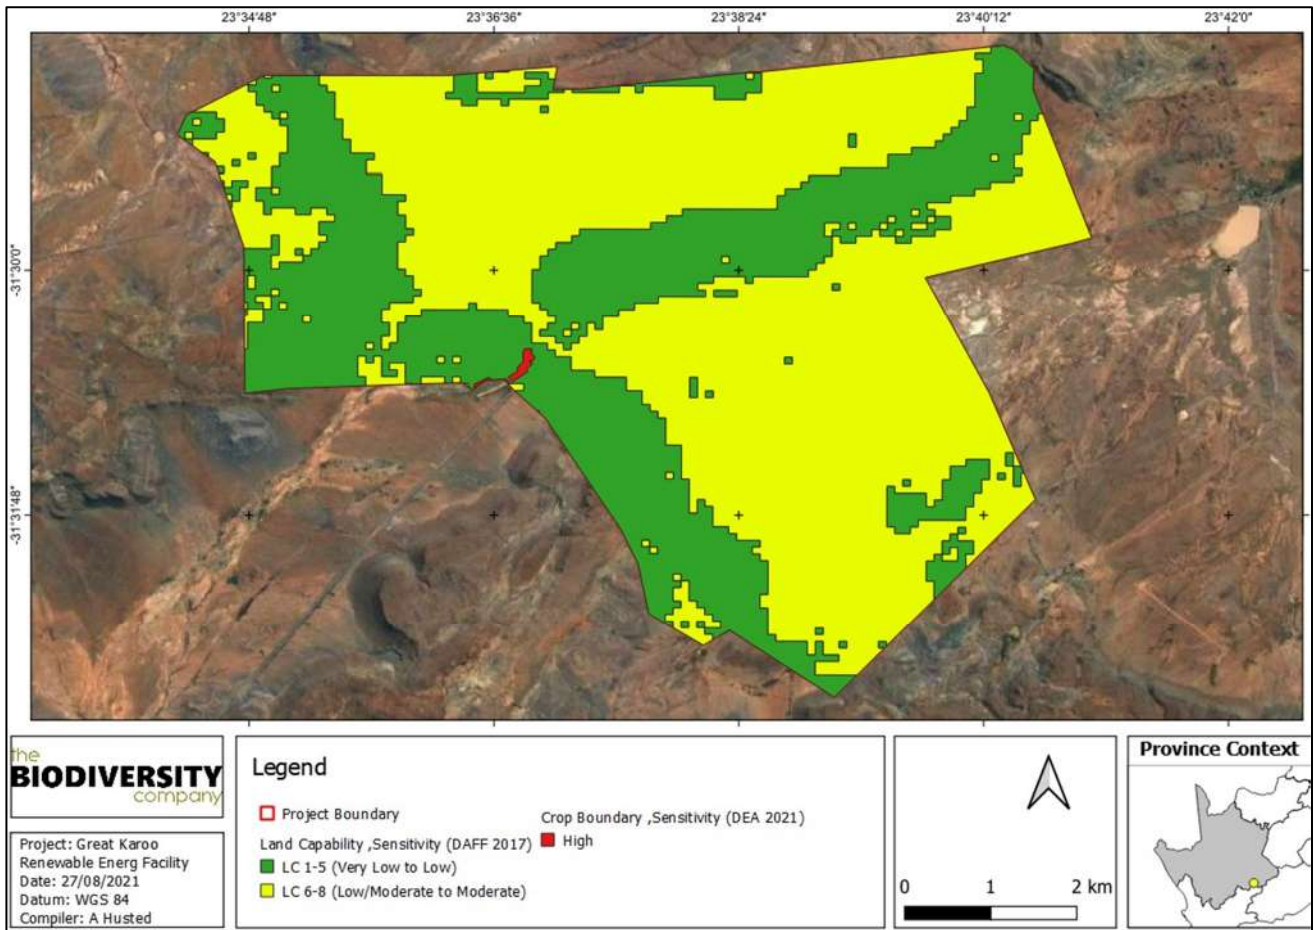 23°34'48" 23°36'36" 23°38'24" 23°40'12" 23°42'0"
-31°30'0"
-31°31'48"
the
BIODIVERSITY
company
Project: Great Karoo
Renewable Energ Facility
Date: 27/08/2021
Datum: WGS 84
Compiler: A Husted
Legend
Project Boundary
Land Capability ,Sensitivity (DAFF 2017)
LC 1-5 (Very Low to Low)
LC 6-8 (Low/Moderate to Moderate)
Crop Boundary ,Sensitivity (DEA 2021)
High
0 1 2 km
Province Context